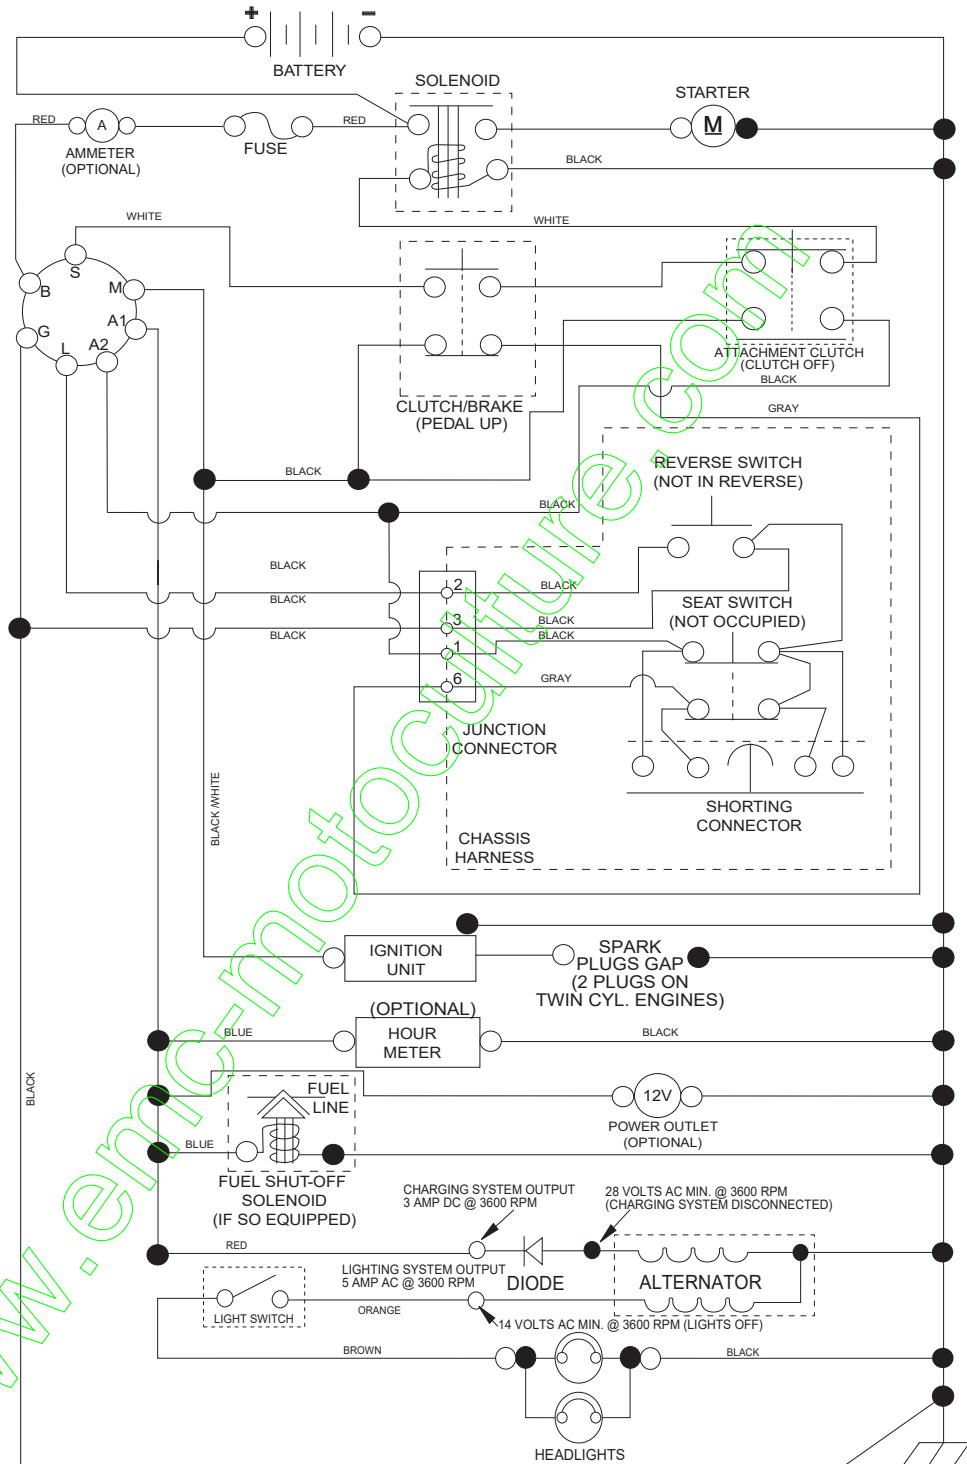 + -
BATTERY
SOLENOID
STARTER
M
RED
A
AMMETER
(OPTIONAL)
FUSE
RED
BLACK
WHITE
WHITE
S
B
M
G
A1
L
A2
ATTACHMENT CLUTCH
(CLUTCH OFF)
CLUTCH/BRAKE
(PEDAL UP)
BLACK
GRAY
BLACK
REVERSE SWITCH
(NOT IN REVERSE)
BLACK
BLACK
2
BLACK
BLACK
SEAT SWITCH
(NOT OCCUPIED)
3
BLACK
BLACK
BLACK
1
6
GRAY
JUNCTION
CONNECTOR
SHORTING
CONNECTOR
CHASSIS
HARNESS
BLACK /WHITE
IGNITION
UNIT
SPARK
PLUGS GAP
(2 PLUGS ON
TWIN CYL. ENGINES)
(OPTIONAL)
HOUR
METER
BLUE
BLACK
BLACK
FUEL
LINE
12V
POWER OUTLET
(OPTIONAL)
BLUE
FUEL SHUT-OFF
SOLENOID
(IF SO EQUIPPED)
CHARGING SYSTEM OUTPUT
3 AMP DC @ 3600 RPM
28 VOLTS AC MIN. @ 3600 RPM
(CHARGING SYSTEM DISCONNECTED)
RED
LIGHTING SYSTEM OUTPUT
5 AMP AC @ 3600 RPM
DIODE
ALTERNATOR
LIGHT SWITCH
ORANGE
14 VOLTS AC MIN. @ 3600 RPM (LIGHTS OFF)
BROWN
BLACK
HEADLIGHTS
w.emc-motoculture.com